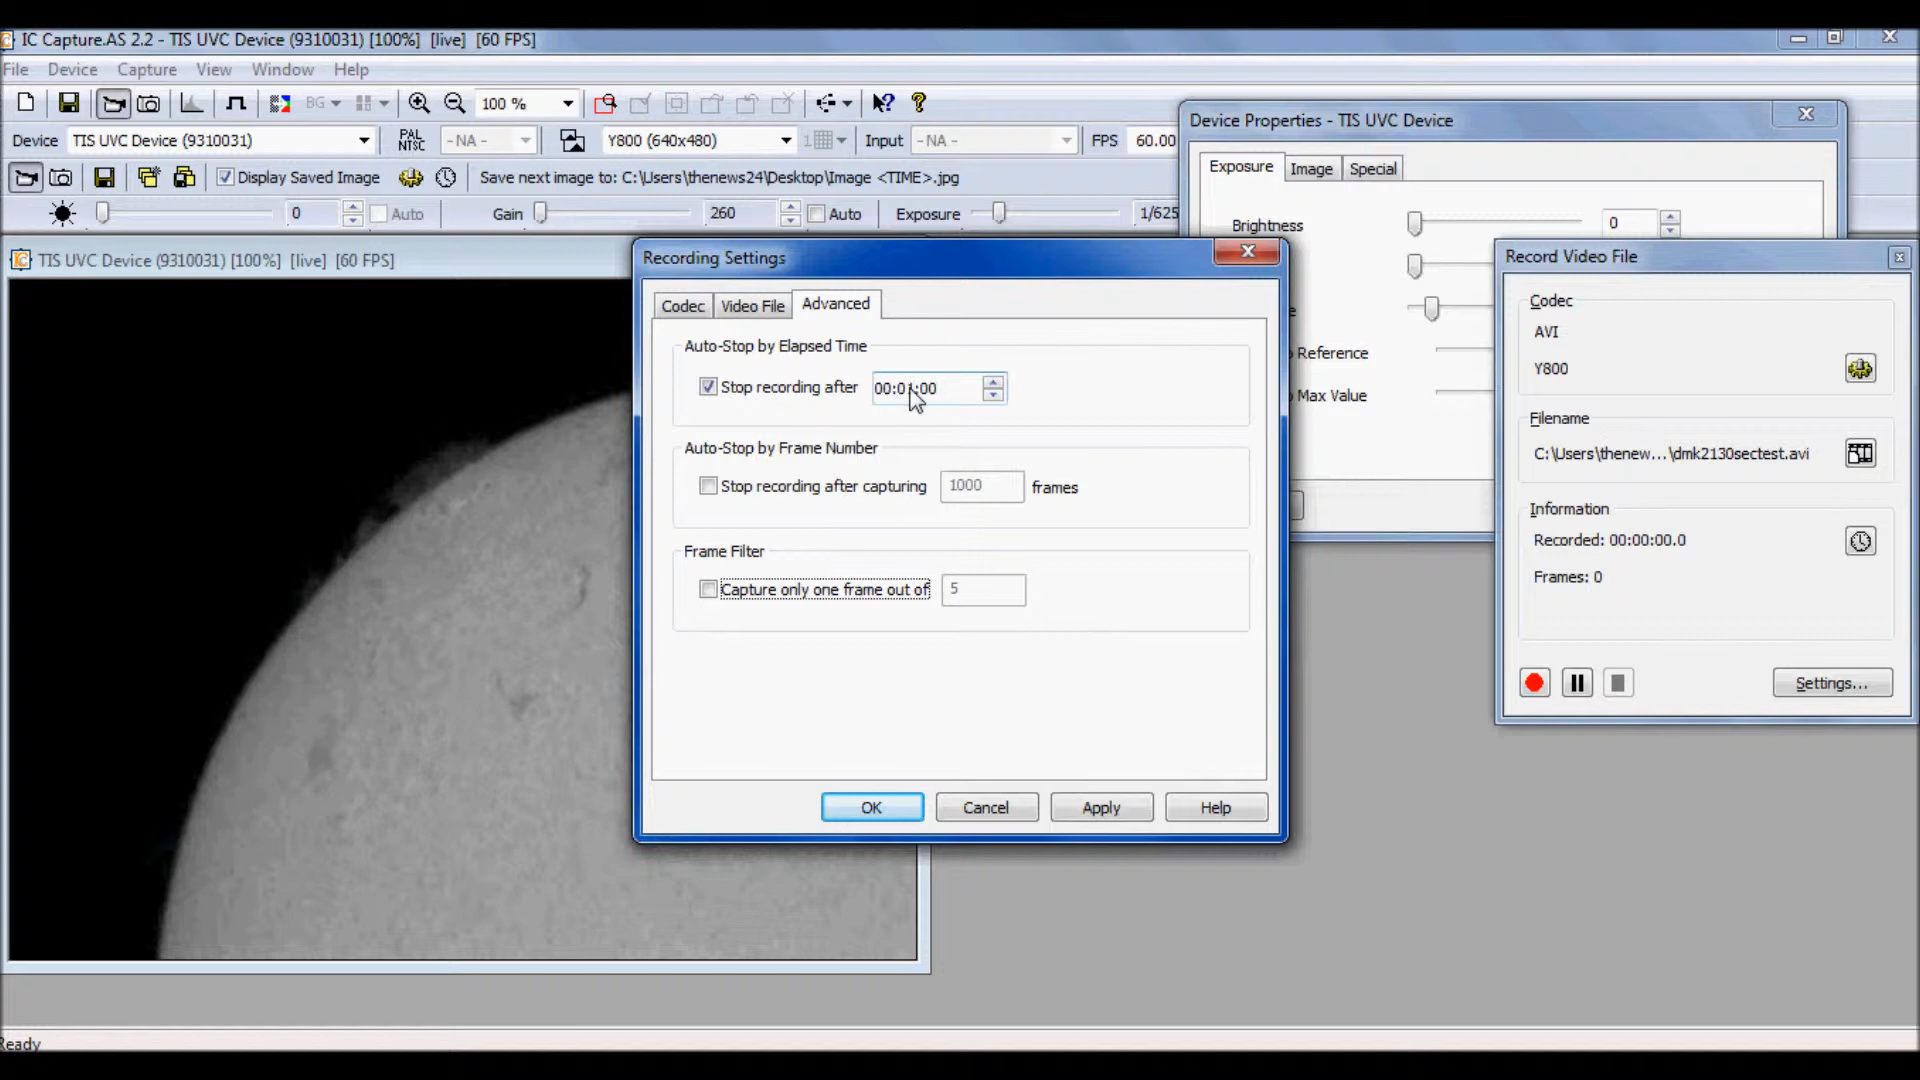 IC Capture.AS 2.2 - TIS UVC Device (9310031) [100%] [live] [60 FPS]
File Device Capture View Window Help
BG 100 %
Device TIS UVC Device (9310031) PAL NTSC - NA - Y800 (640x480) Input - NA - FPS 60.00
Display Saved Image Save next image to: C:\Users\thenews24\Desktop\Image <TIME>.jpg
0 Auto Gain 260 Auto Exposure 1/625
Device Properties - TIS UVC Device
Exposure Image Special
Brightness 0
Reference
Max Value
TIS UVC Device (9310031) [100%] [live] [60 FPS]
Recording Settings
Codec Video File Advanced
Auto-Stop by Elapsed Time
Stop recording after 00:01:00
Auto-Stop by Frame Number
Stop recording after capturing 1000 frames
Frame Filter
Capture only one frame out of 5
OK Cancel Apply Help
Record Video File
Codec
AVI
Y800
Filename
C:\Users\thenew...\dmk2130sectest.avi
Information
Recorded: 00:00:00.0
Frames: 0
Settings...
Ready